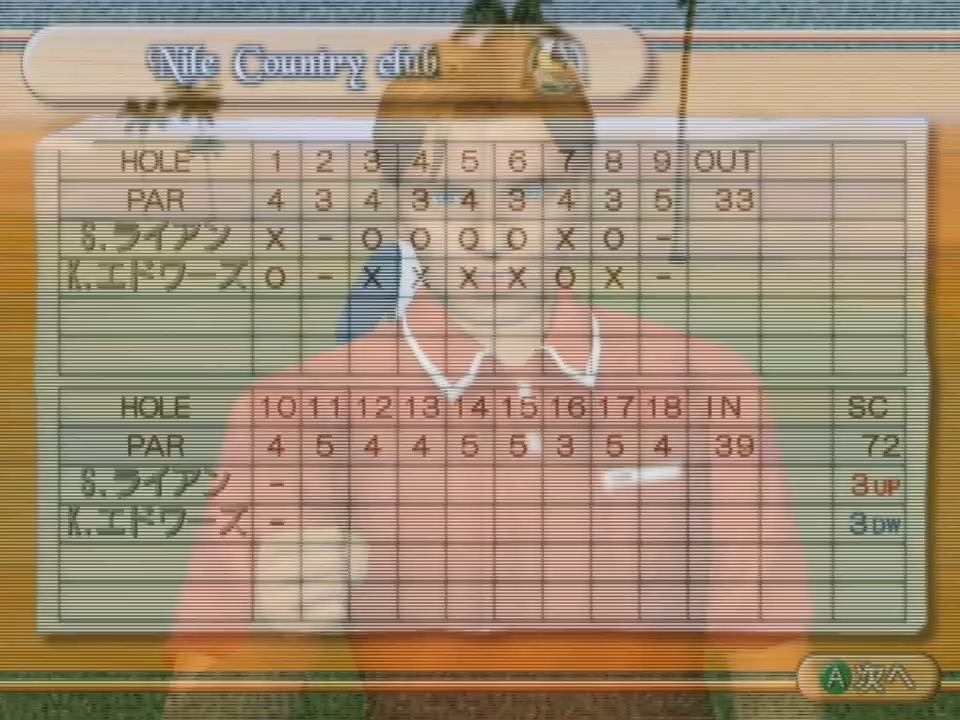 Nile Country club
HOLE 1 2 3 4 5 6 7 8 9 OUT
PAR 4 3 4 3 4 3 4 3 5 33
S.ライアン X - O O O O X O -
K.エドワーズ O - X X X X O X -
HOLE 10 11 12 13 14 15 16 17 18 IN SC
PAR 4 5 4 4 5 5 3 5 4 39 72
S.ライアン - 3UP
K.エドワーズ - 3DW
A次へ